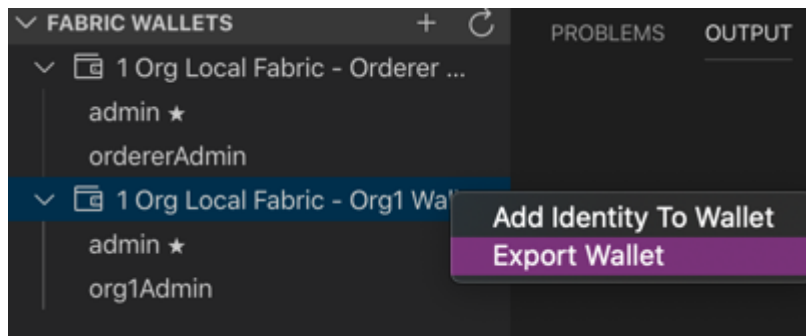 FABRIC WALLETS
PROBLEMS OUTPUT
1 Org Local Fabric - Orderer ...
admin ★
ordererAdmin
1 Org Local Fabric - Org1
Add Identity To Wallet
admin ★
Export Wallet
org1Admin